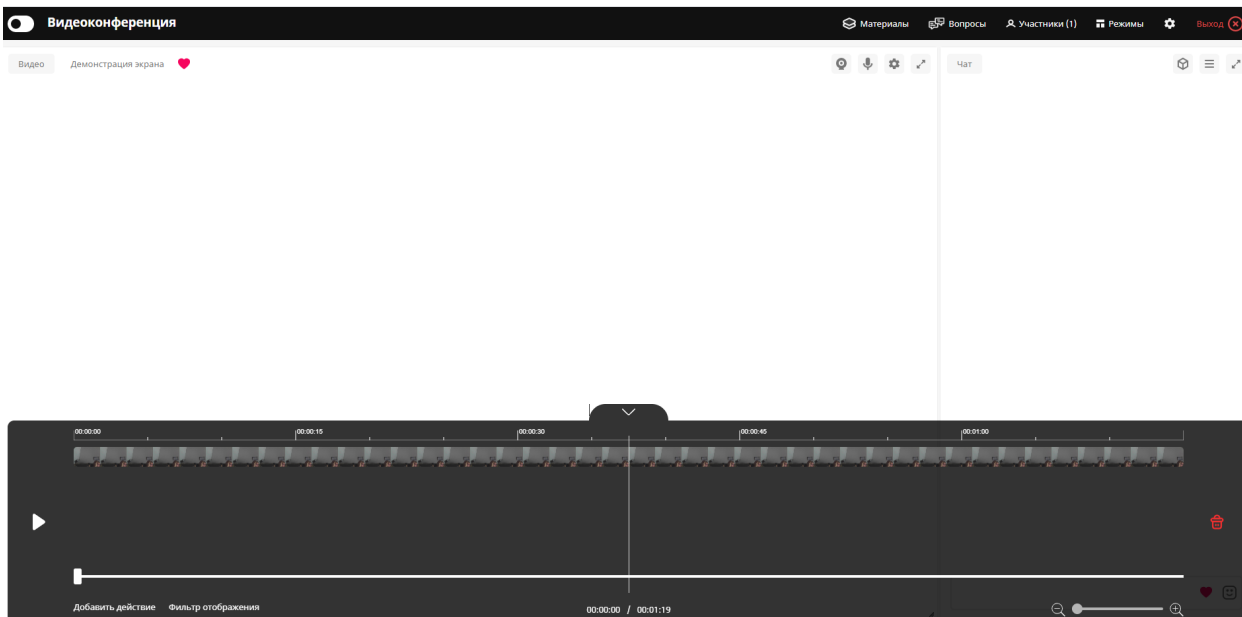 Видеоконференция Материалы Вопросы Участники (1) Режимы Выход
Видео Демонстрация экрана Чат
00:00:00 00:00:15 00:00:30 00:00:45 00:01:00
Добавить действие Фильтр отображения 00:00:00 / 00:01:19